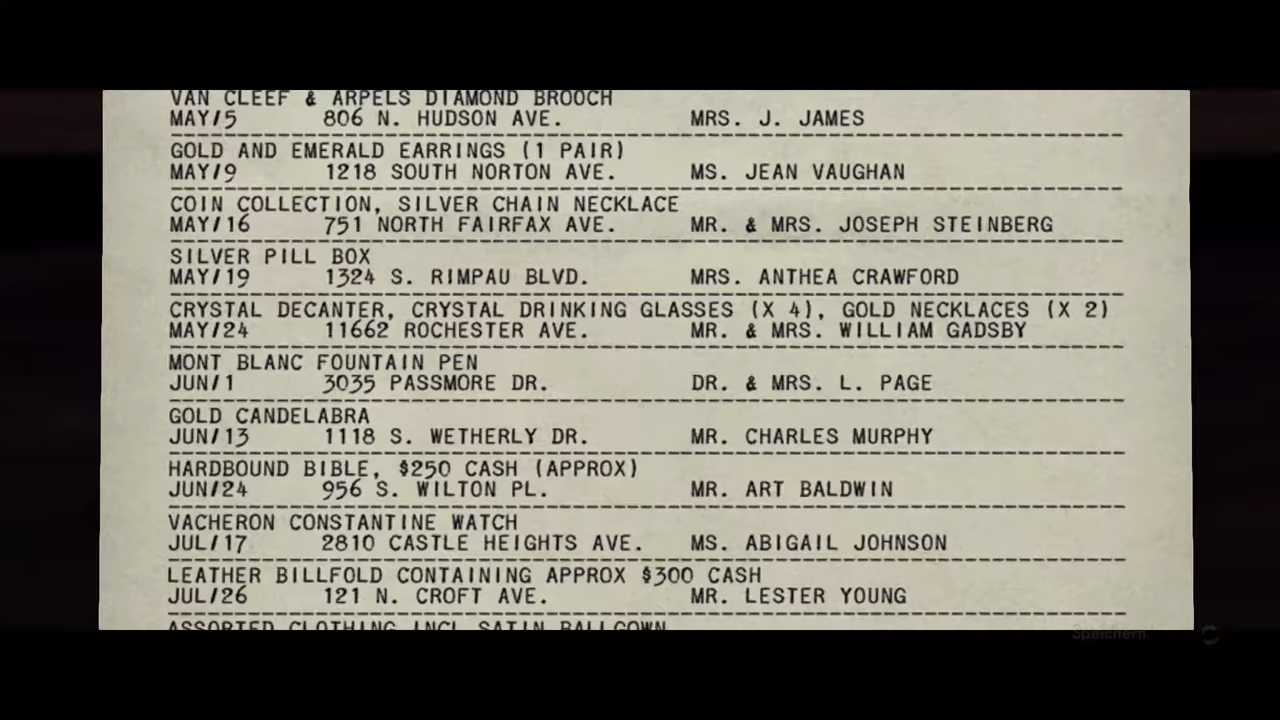 VAN CLEEF & ARPELS DIAMOND BROOCH
MAY/5 806 N. HUDSON AVE. MRS. J. JAMES
GOLD AND EMERALD EARRINGS (1 PAIR)
MAY/9 1218 SOUTH NORTON AVE. MS. JEAN VAUGHAN
COIN COLLECTION, SILVER CHAIN NECKLACE
MAY/16 751 NORTH FAIRFAX AVE. MR. & MRS. JOSEPH STEINBERG
SILVER PILL BOX
MAY/19 1324 S. RIMPAU BLVD. MRS. ANTHEA CRAWFORD
CRYSTAL DECANTER, CRYSTAL DRINKING GLASSES (X 4), GOLD NECKLACES (X 2)
MAY/24 11662 ROCHESTER AVE. MR. & MRS. WILLIAM GADSBY
MONT BLANC FOUNTAIN PEN
JUN/1 3035 PASSMORE DR. DR. & MRS. L. PAGE
GOLD CANDELABRA
JUN/13 1118 S. WETHERLY DR. MR. CHARLES MURPHY
HARDBOUND BIBLE, $250 CASH (APPROX)
JUN/24 956 S. WILTON PL. MR. ART BALDWIN
VACHERON CONSTANTINE WATCH
JUL/17 2810 CASTLE HEIGHTS AVE. MS. ABIGAIL JOHNSON
LEATHER BILLFOLD CONTAINING APPROX $300 CASH
JUL/26 121 N. CROFT AVE. MR. LESTER YOUNG
ASSORTED CLOTHING INCL SATIN BALLGOWN
Speichern